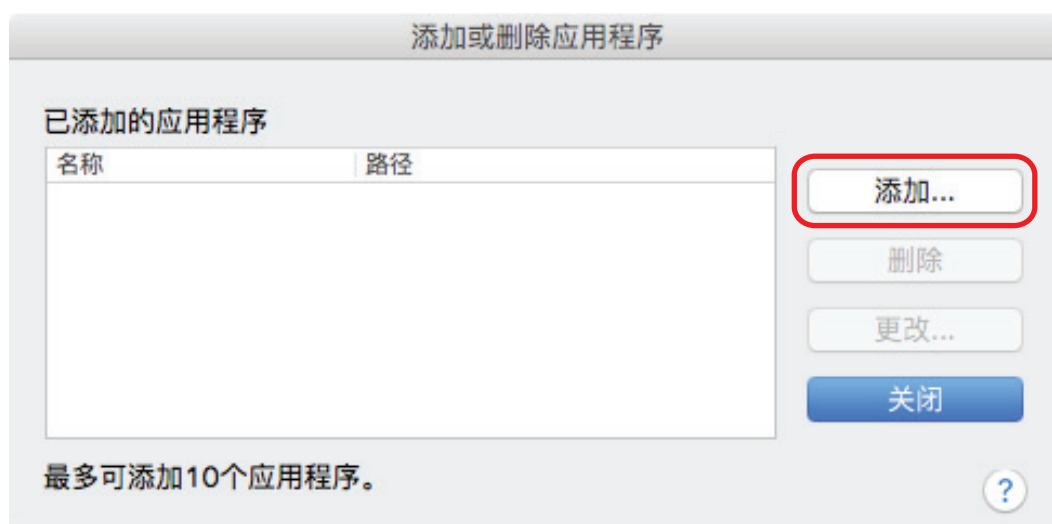 添加或删除应用程序
已添加的应用程序
名称 路径
添加...
删除
更改...
关闭
最多可添加10个应用程序。
?